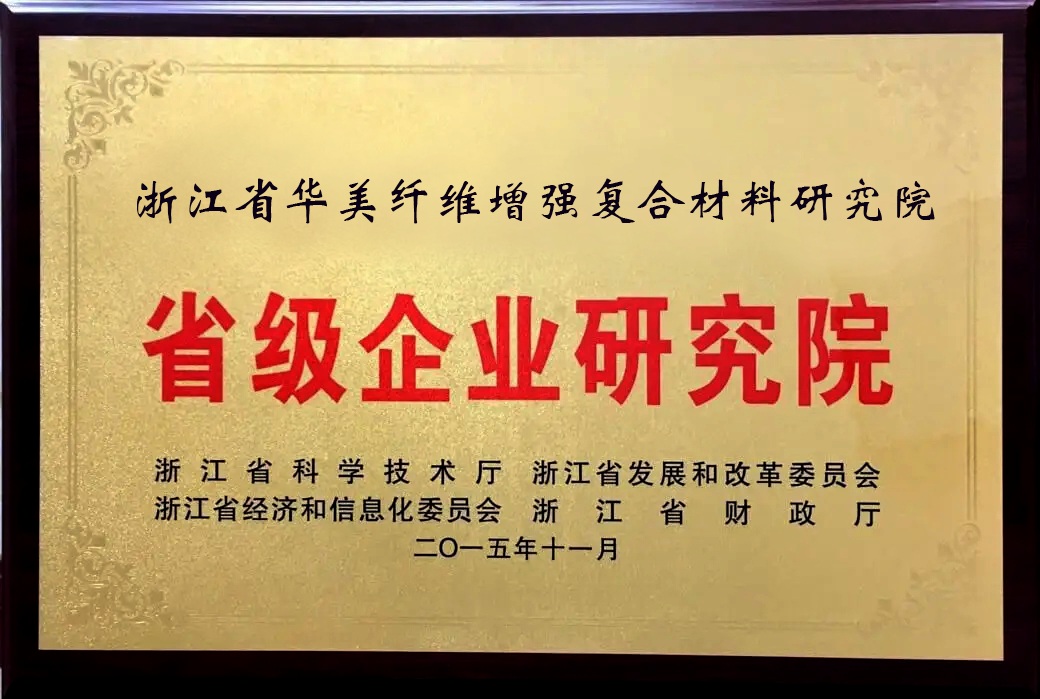 浙江省华美纤维增强复合材料研究院
省级企业研究院
浙江省科学技术厅 浙江省发展和改革委员会
浙江省经济和信息化委员会 浙江省财政厅
二〇一五年十一月